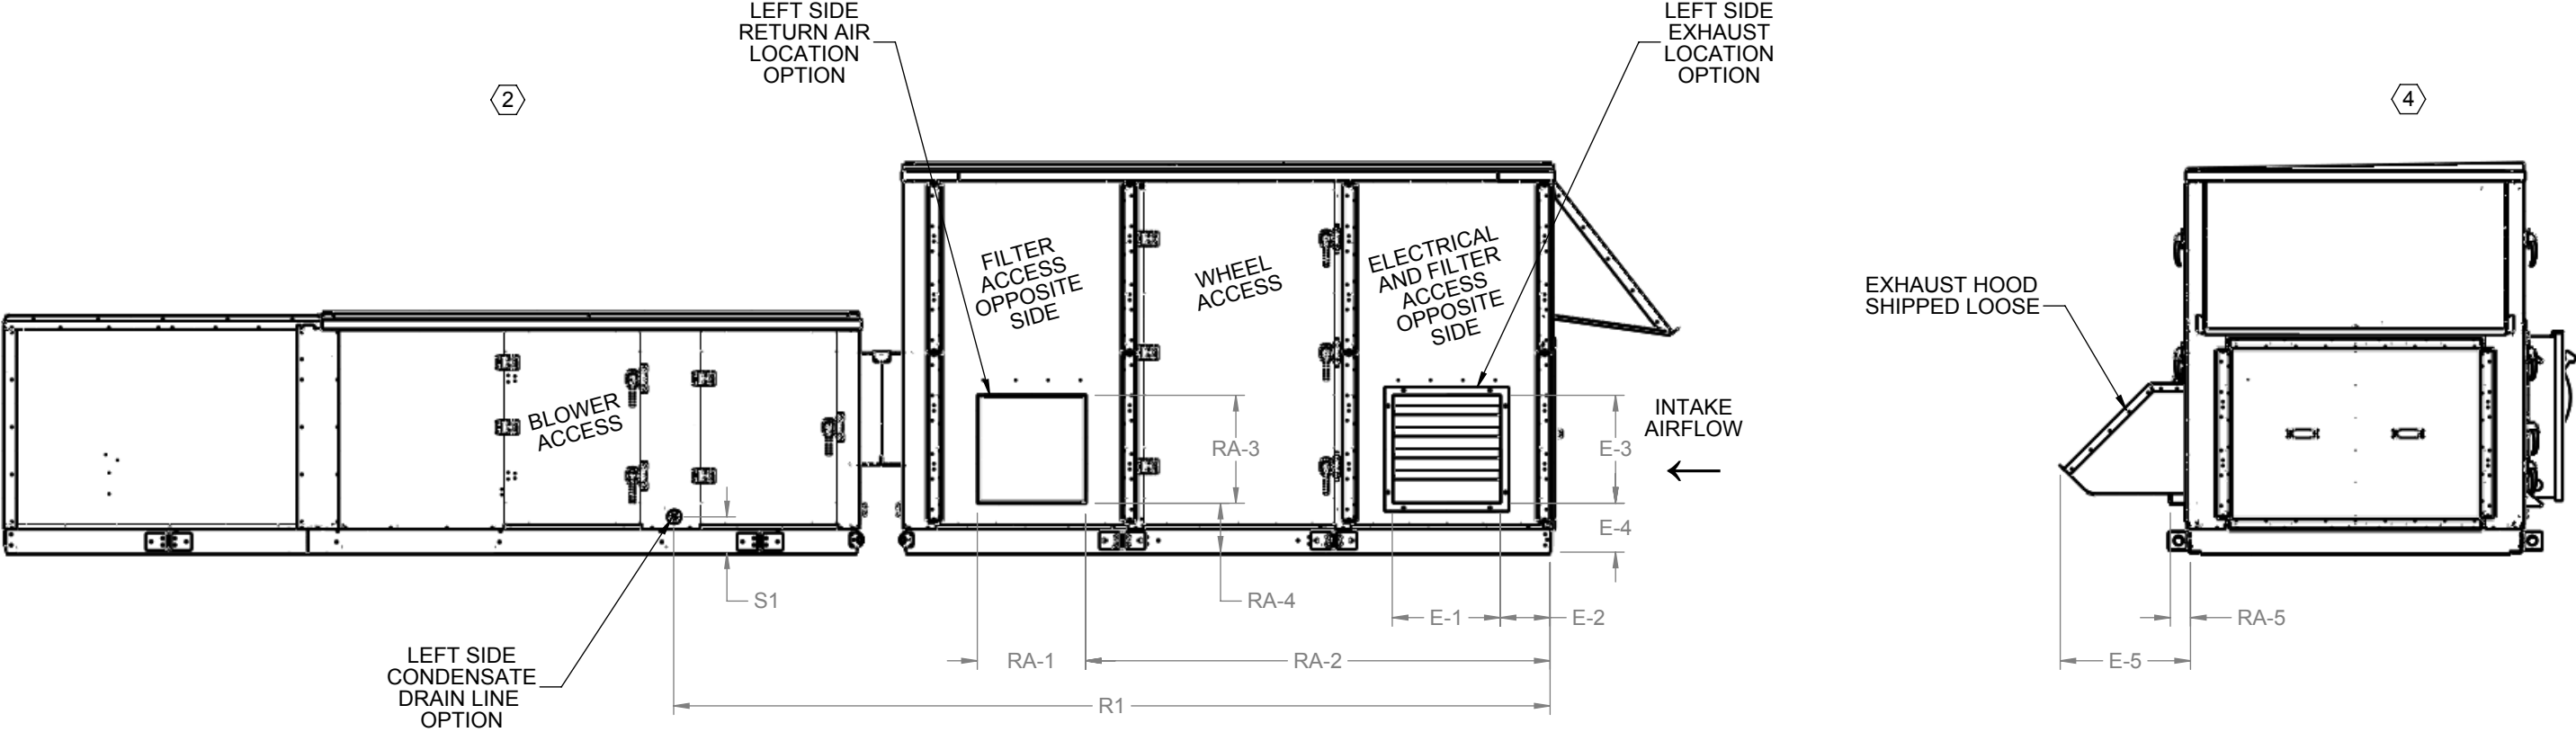 LEFT SIDE
RETURN AIR
LOCATION
OPTION
LEFT SIDE
EXHAUST
LOCATION
OPTION
2
4
FILTER
ACCESS
OPPOSITE
SIDE
WHEEL
ACCESS
ELECTRICAL
AND FILTER
ACCESS
OPPOSITE
SIDE
EXHAUST HOOD
SHIPPED LOOSE
BLOWER
ACCESS
INTAKE
AIRFLOW
RA-3
E-3
E-4
S1
RA-4
E-1
E-2
RA-5
LEFT SIDE
CONDENSATE
DRAIN LINE
OPTION
RA-1
RA-2
E-5
R1